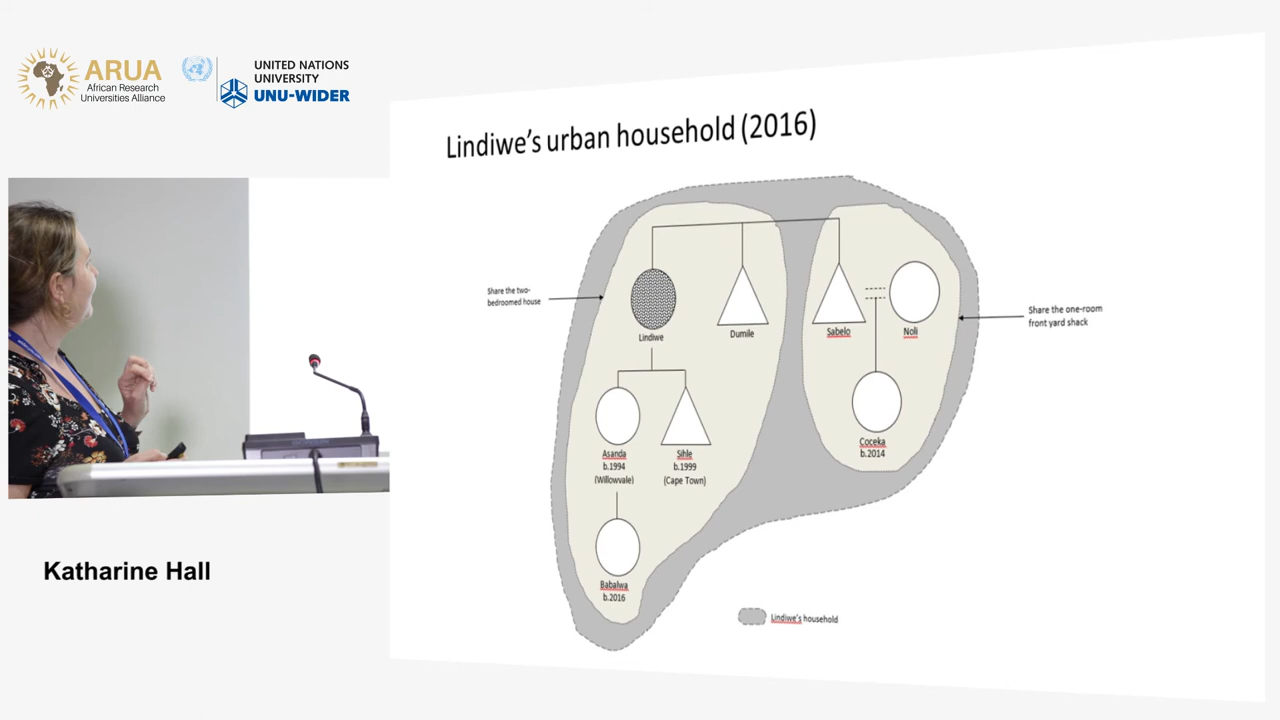 ARUA
African Research
Universities Alliance
UNITED NATIONS
UNIVERSITY
UNU-WIDER
Lindiwe's urban household (2016)
Share the two-
bedroomed house
Share the one-room
front yard shack
Lindiwe
Dumile
Sabelo
Noli
Asanda
b.1994
(Willowvale)
Sihle
b.1999
(Cape Town)
Coceka
b.2014
Babalwa
b.2016
Lindiwe's household
Katharine Hall